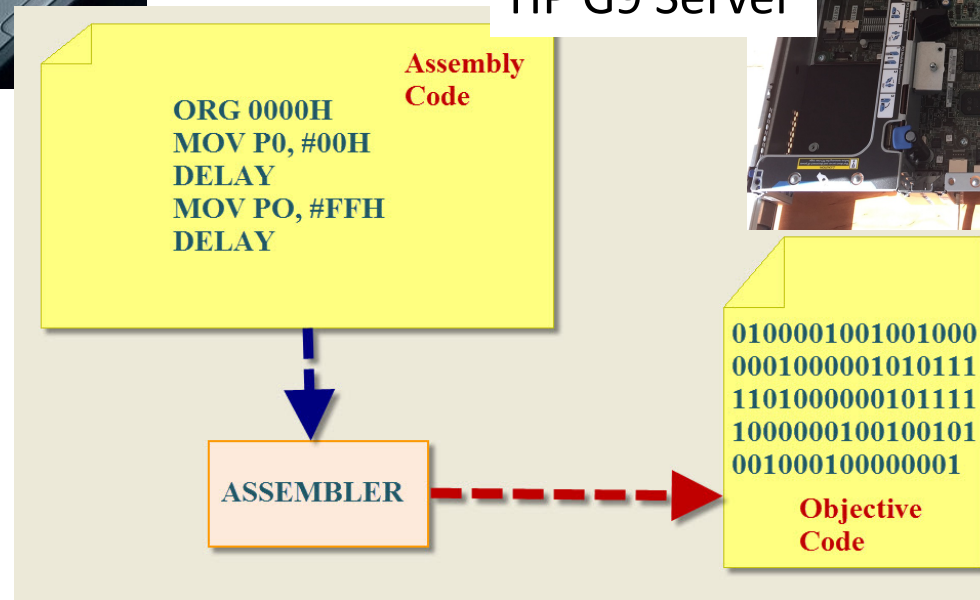 HP G9 Server
Assembly
Code
ORG 0000H
MOV P0, #00H
DELAY
MOV PO, #FFH
DELAY
ASSEMBLER
0100001001001000
0001000001010111
1101000000101111
1000000100100101
001000100000001
Objective
Code